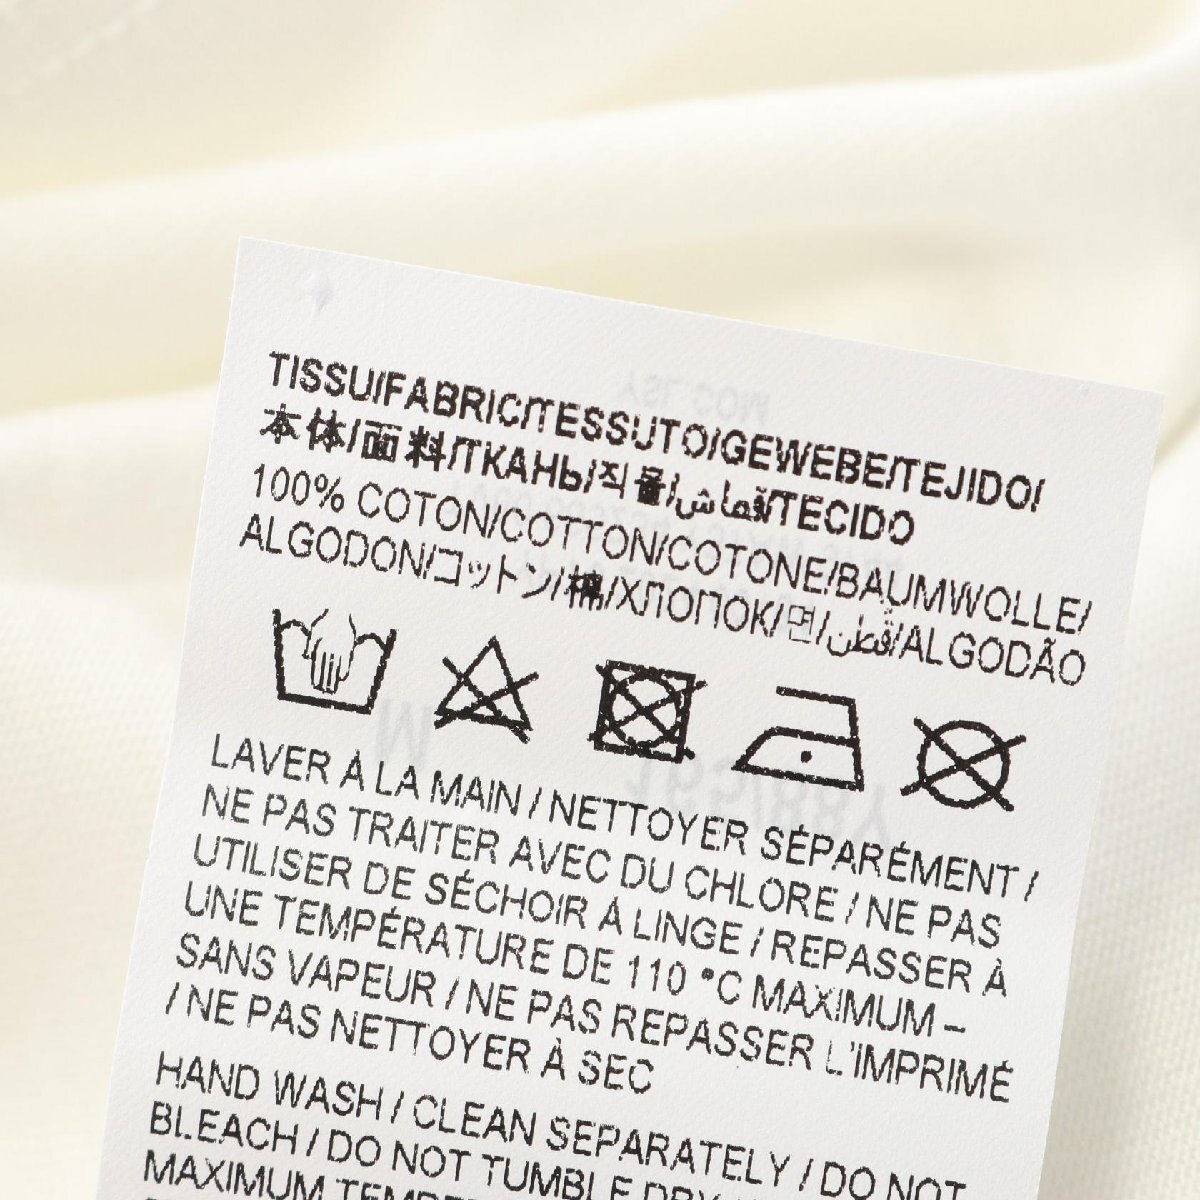 TISSU/FABRIC/TESSUTO/GEWEBE/TEJIDO/
本体/面料/ТКАНЬ/직물/قماش/TECIDO
100% COTON/COTTON/COTONE/BAUMWOLLE/
ALGODON/コットン/棉/ХЛОПОК/면/قطن/ALGODÃO
LAVER À LA MAIN / NETTOYER SÉPARÉMENT /
NE PAS TRAITER AVEC DU CHLORE / NE PAS
UTILISER DE SÉCHOIR À LINGE / REPASSER À
UNE TEMPÉRATURE DE 110 °C MAXIMUM –
SANS VAPEUR / NE PAS REPASSER L'IMPRIMÉ
/ NE PAS NETTOYER À SEC
HAND WASH / CLEAN SEPARATELY / DO NOT
BLEACH / DO NOT TUMBLE DRY
MAXIMUM